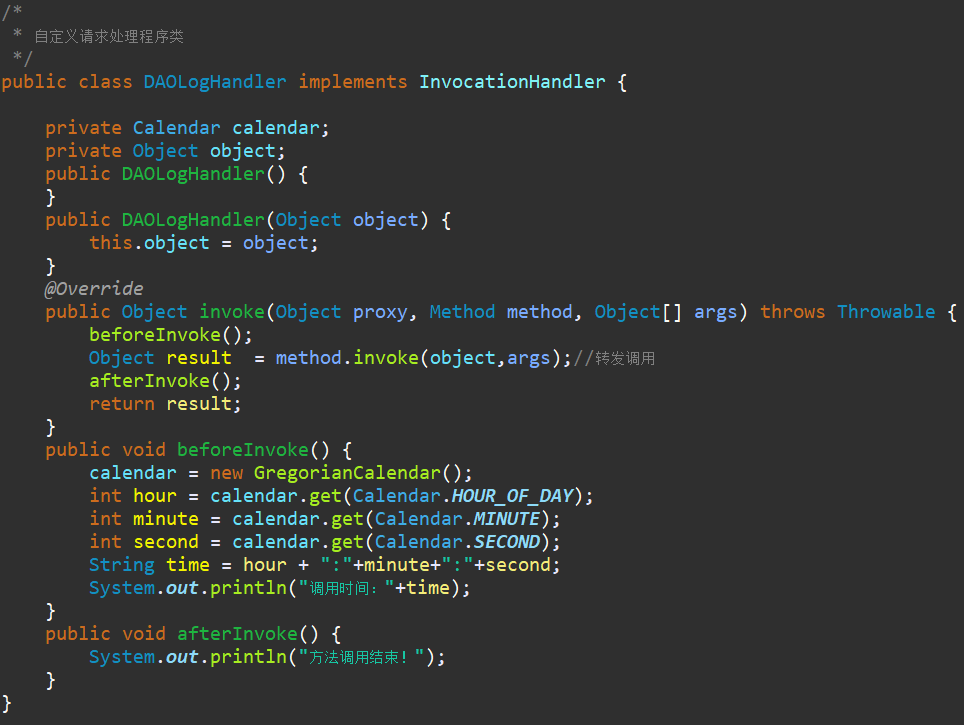 /*
 * 自定义请求处理程序类
 */
public class DAOLogHandler implements InvocationHandler {

    private Calendar calendar;
    private Object object;
    public DAOLogHandler() {
    }
    public DAOLogHandler(Object object) {
        this.object = object;
    }
    @Override
    public Object invoke(Object proxy, Method method, Object[] args) throws Throwable {
        beforeInvoke();
        Object result  = method.invoke(object,args);//转发调用
        afterInvoke();
        return result;
    }
    public void beforeInvoke() {
        calendar = new GregorianCalendar();
        int hour = calendar.get(Calendar.HOUR_OF_DAY);
        int minute = calendar.get(Calendar.MINUTE);
        int second = calendar.get(Calendar.SECOND);
        String time = hour + ":"+minute+":"+second;
        System.out.println("调用时间："+time);
    }
    public void afterInvoke() {
        System.out.println("方法调用结束！");
    }
}